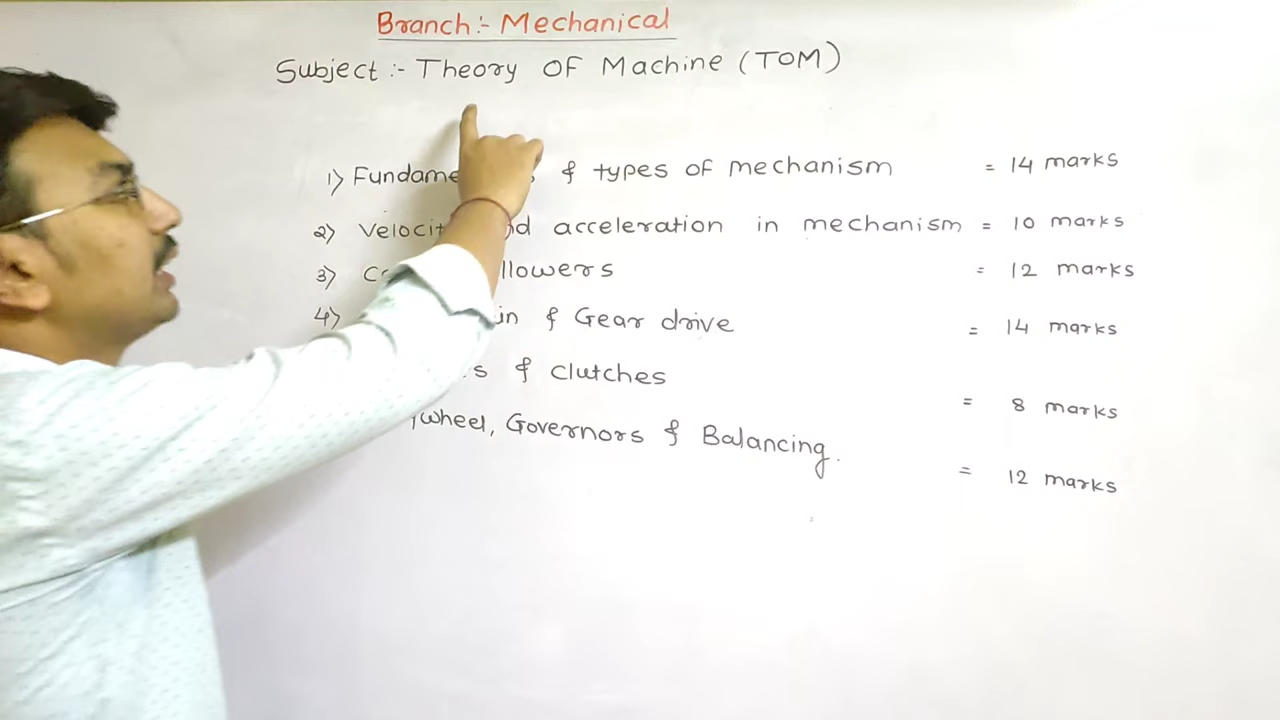 Branch:- Mechanical
Subject:- Theory OF Machine (TOM)
1) Fundame & types of mechanism = 14 marks
2) Velocit d acceleration in mechanism = 10 marks
3) C llowers = 12 marks
4) in & Gear drive = 14 marks
s & clutches = 8 marks
wheel, Governors & Balancing. = 12 marks